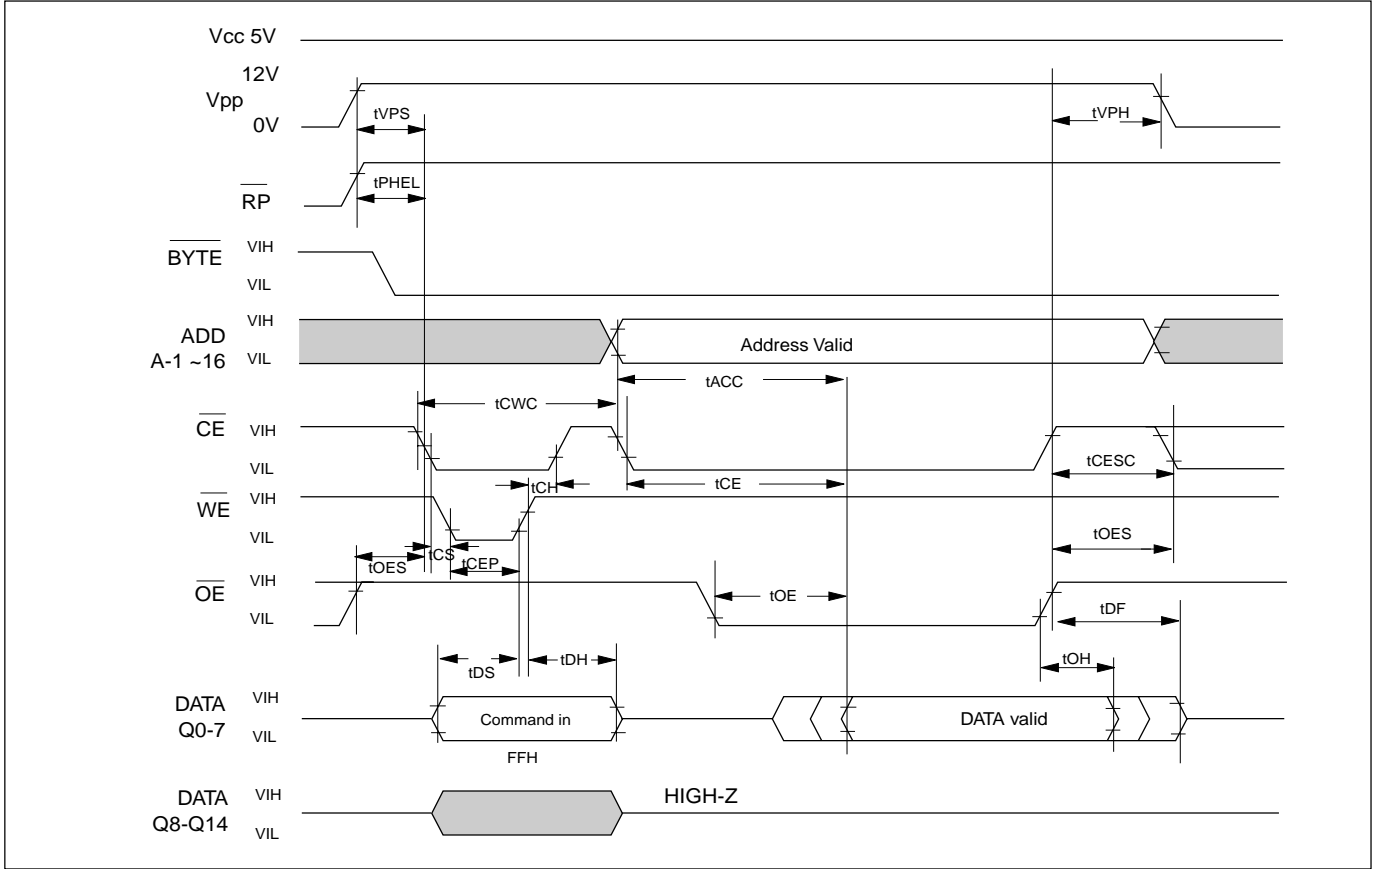 Vcc 5V
12V
Vpp
0V
tVPS
tVPH
RP
tPHEL
BYTE
VIH
VIL
ADD
A-1 ~16
VIH
VIL
Address Valid
tACC
tCWC
CE
VIH
VIL
tCESC
tCH
tCE
WE
VIH
VIL
tOES
tCS
tCEP
tOES
OE
VIH
VIL
tOE
tDF
tDS
tDH
tOH
DATA
Q0-7
VIH
VIL
Command in
DATA valid
FFH
DATA
Q8-Q14
VIH
VIL
HIGH-Z